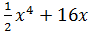 ½x⁴ + 16x